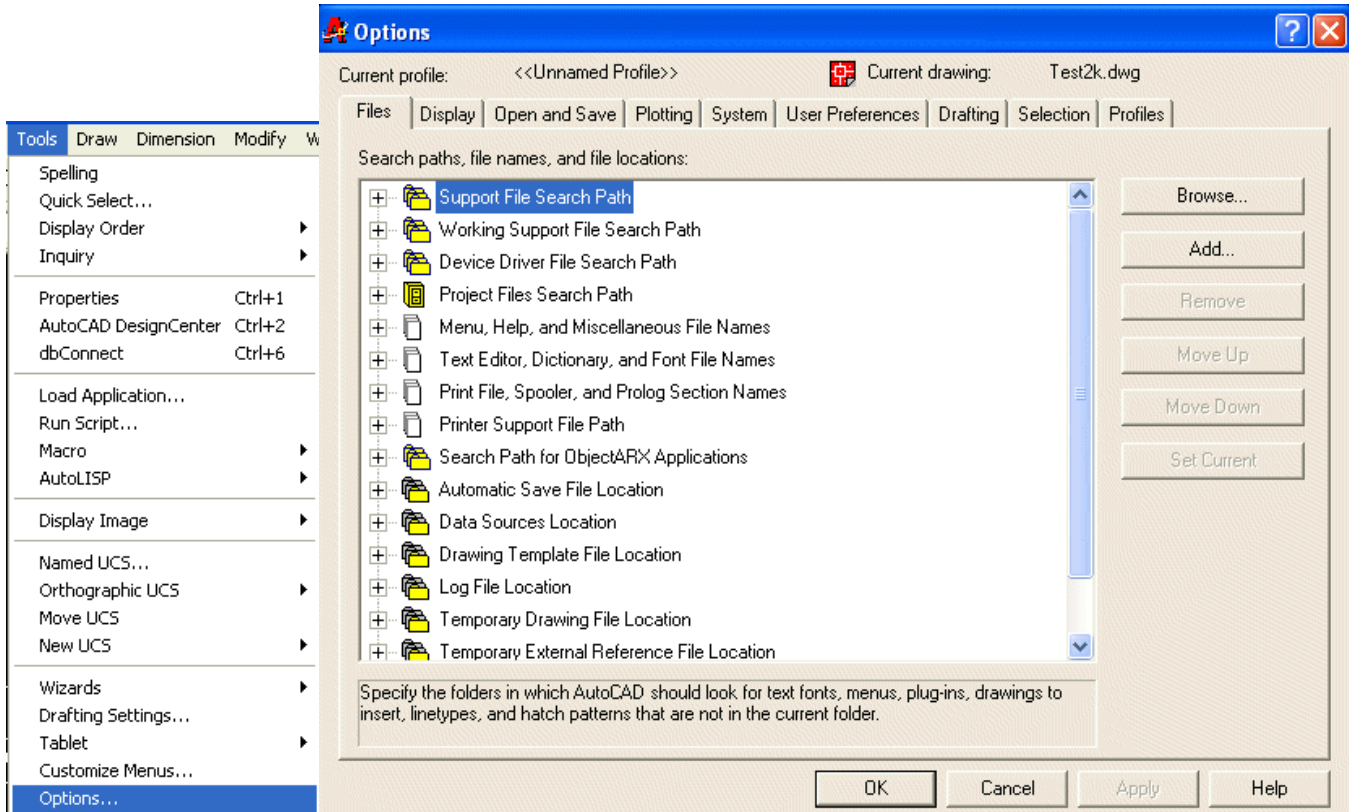 Options
Current profile: <<Unnamed Profile>> Current drawing: Test2k.dwg
Files Display Open and Save Plotting System User Preferences Drafting Selection Profiles
Search paths, file names, and file locations:
Support File Search Path
Working Support File Search Path
Device Driver File Search Path
Project Files Search Path
Menu, Help, and Miscellaneous File Names
Text Editor, Dictionary, and Font File Names
Print File, Spooler, and Prolog Section Names
Printer Support File Path
Search Path for ObjectARX Applications
Automatic Save File Location
Data Sources Location
Drawing Template File Location
Log File Location
Temporary Drawing File Location
Temporary External Reference File Location
Browse...
Add...
Remove
Move Up
Move Down
Set Current
Specify the folders in which AutoCAD should look for text fonts, menus, plug-ins, drawings to
insert, linetypes, and hatch patterns that are not in the current folder.
OK Cancel Apply Help
Tools Draw Dimension Modify W
Spelling
Quick Select...
Display Order
Inquiry
Properties Ctrl+1
AutoCAD DesignCenter Ctrl+2
dbConnect Ctrl+6
Load Application...
Run Script...
Macro
AutoLISP
Display Image
Named UCS...
Orthographic UCS
Move UCS
New UCS
Wizards
Drafting Settings...
Tablet
Customize Menus...
Options...